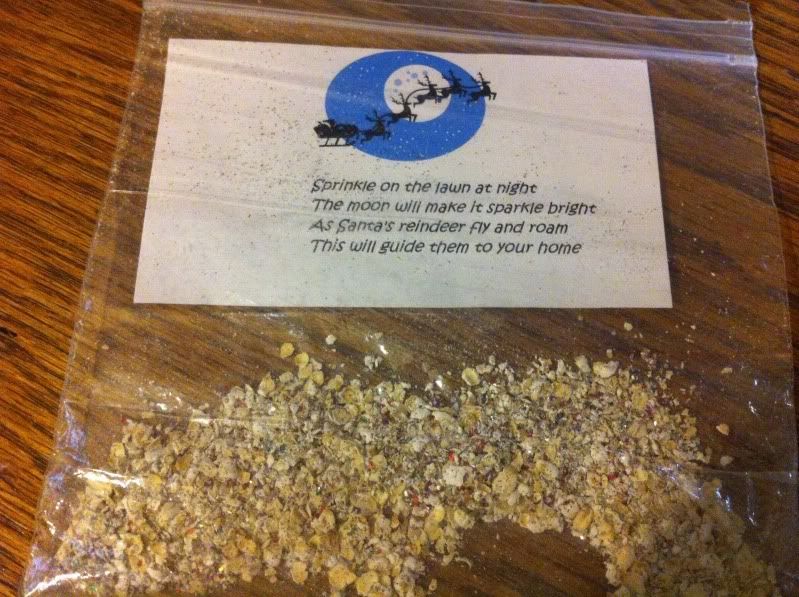 Sprinkle on the lawn at night
The moon will make it sparkle bright
As Santa's reindeer fly and roam
This will guide them to your home